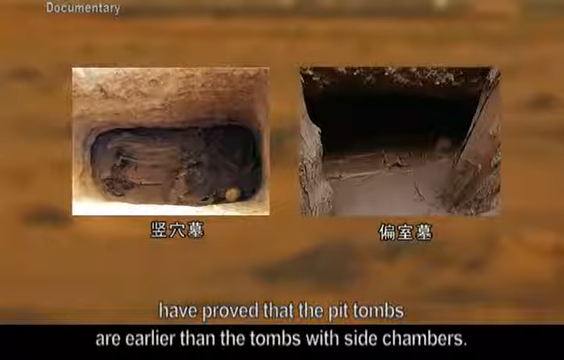 Documentary
竖穴墓
偏室墓
have proved that the pit tombs
are earlier than the tombs with side chambers.